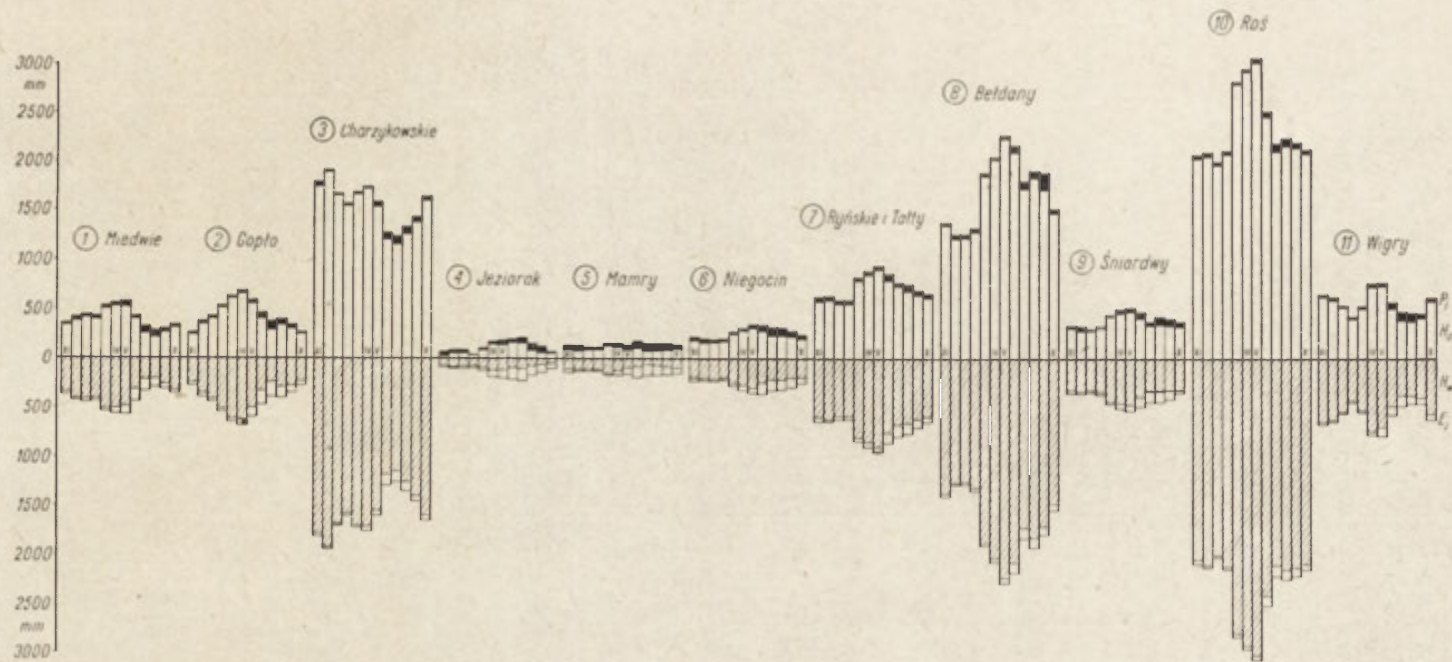 ⑩ Roś
3000
mm
2500
⑧ Bełdany
③ Charzykowskie
2000
1500
⑦ Ryńskie i Tałty
① Miedwie
② Gopło
⑪ Wigry
1000
④ Jeziorak
⑤ Mamry
⑥ Niegocin
⑨ Śniardwy
500
0
500
1000
1500
2000
2500
mm
3000